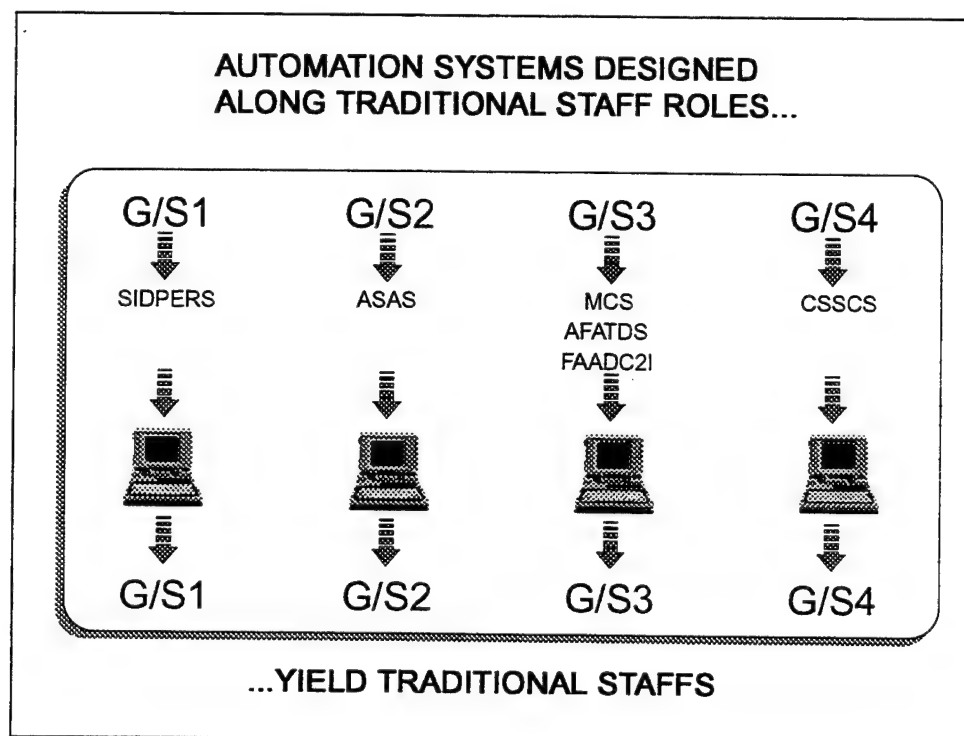 AUTOMATION SYSTEMS DESIGNED
ALONG TRADITIONAL STAFF ROLES...
G/S1 G/S2 G/S3 G/S4
SIDPERS ASAS MCS CSSCS
AFATDS
FAADC2I
G/S1 G/S2 G/S3 G/S4
...YIELD TRADITIONAL STAFFS